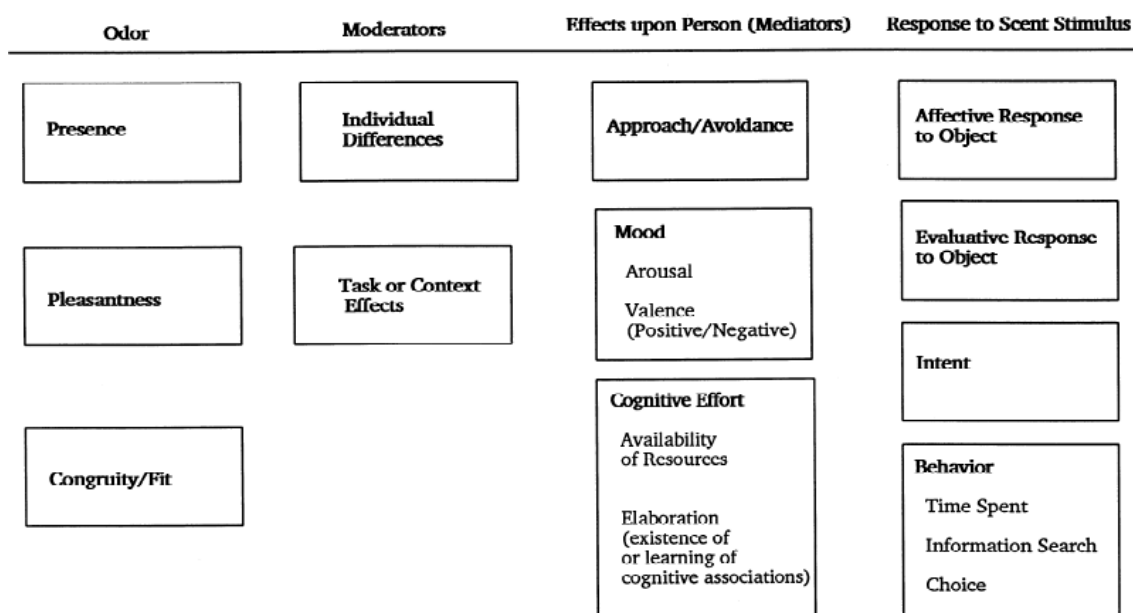 Odor
Moderators
Effects upon Person (Mediators)
Response to Scent Stimulus
Presence
Pleasantness
Congruity/Fit
Individual
Differences
Task or Context
Effects
Approach/Avoidance
Mood
Arousal
Valence
(Positive/Negative)
Cognitive Effort
Availability
of Resources
Elaboration
(existence of
or learning of
cognitive associations)
Affective Response
to Object
Evaluative Response
to Object
Intent
Behavior
Time Spent
Information Search
Choice